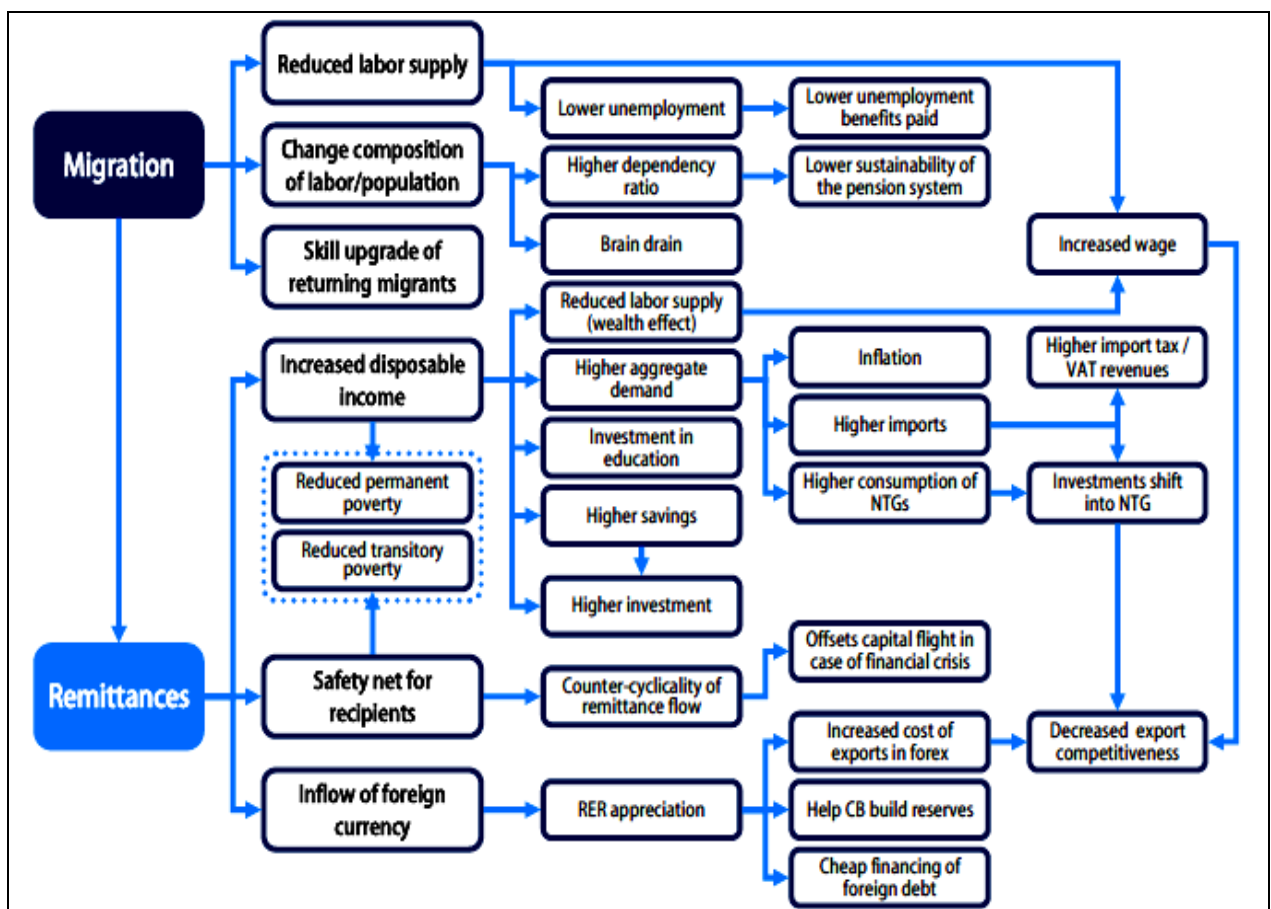 Reduced labor supply
Lower unemployment
Lower unemployment
benefits paid
Migration
Change composition
of labor/population
Higher dependency
ratio
Lower sustainability of
the pension system
Brain drain
Increased wage
Skill upgrade of
returning migrants
Reduced labor supply
(wealth effect)
Increased disposable
income
Higher aggregate
demand
Inflation
Higher import tax /
VAT revenues
Higher imports
Investment in
education
Reduced permanent
poverty
Higher consumption of
NTGs
Investments shift
into NTG
Higher savings
Reduced transitory
poverty
Higher investment
Offsets capital flight in
case of financial crisis
Remittances
Safety net for
recipients
Counter-cyclicality of
remittance flow
Increased cost of
exports in forex
Decreased export
competitiveness
Inflow of foreign
currency
RER appreciation
Help CB build reserves
Cheap financing of
foreign debt